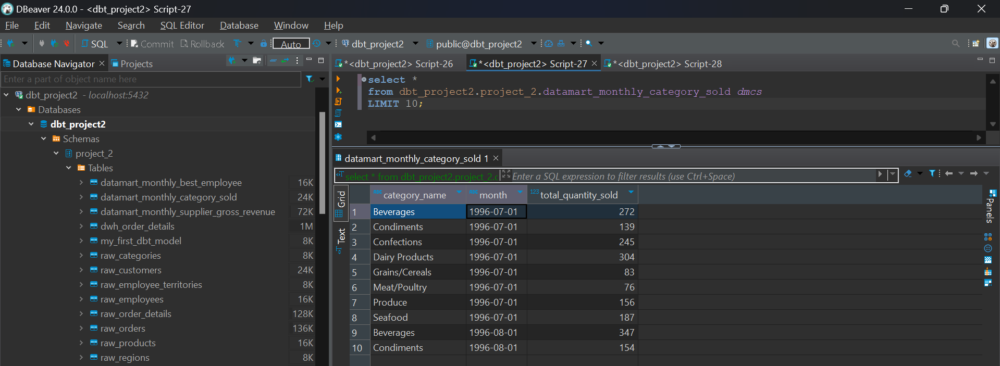 DBeaver 24.0.0 - <dbt_project2> Script-27
File Edit Navigate Search SQL Editor Database Window Help
SQL Commit Rollback Auto dbt_project2 public@dbt_project2
Database Navigator Projects
Enter a part of object name here
dbt_project2 - localhost:5432
Databases
dbt_project2
Schemas
project_2
Tables
datamart_monthly_best_employee 16K
datamart_monthly_category_sold 24K
datamart_monthly_supplier_gross_revenue 72K
dwh_order_details 1M
my_first_dbt_model 8K
raw_categories 8K
raw_customers 24K
raw_employee_territories 8K
raw_employees 16K
raw_order_details 128K
raw_orders 136K
raw_products 16K
raw_regions 8K
*<dbt_project2> Script-26 *<dbt_project2> Script-27 *<dbt_project2> Script-28
select *
from dbt_project2.project_2.datamart_monthly_category_sold dmcs
LIMIT 10;
datamart_monthly_category_sold 1
select * from dbt_project2.project_2. Enter a SQL expression to filter results (use Ctrl+Space)
Grid
Text
Panels
category_name month 123 total_quantity_sold
1 Beverages 1996-07-01 272
2 Condiments 1996-07-01 139
3 Confections 1996-07-01 245
4 Dairy Products 1996-07-01 304
5 Grains/Cereals 1996-07-01 83
6 Meat/Poultry 1996-07-01 76
7 Produce 1996-07-01 156
8 Seafood 1996-07-01 187
9 Beverages 1996-08-01 347
10 Condiments 1996-08-01 154